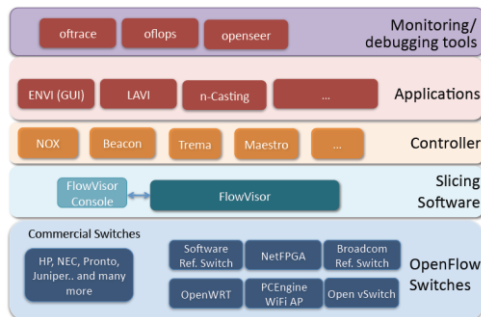 oftrace
oflops
openseer
Monitoring/
debugging tools
ENVI (GUI)
LAVI
n-Casting
...
Applications
NOX
Beacon
Trema
Maestro
...
Controller
FlowVisor
Console
FlowVisor
Slicing
Software
Commercial Switches
HP, NEC, Pronto,
Juniper.. and many
more
Software
Ref. Switch
NetFPGA
Broadcom
Ref. Switch
OpenWRT
PCEngine
WiFi AP
Open vSwitch
OpenFlow
Switches